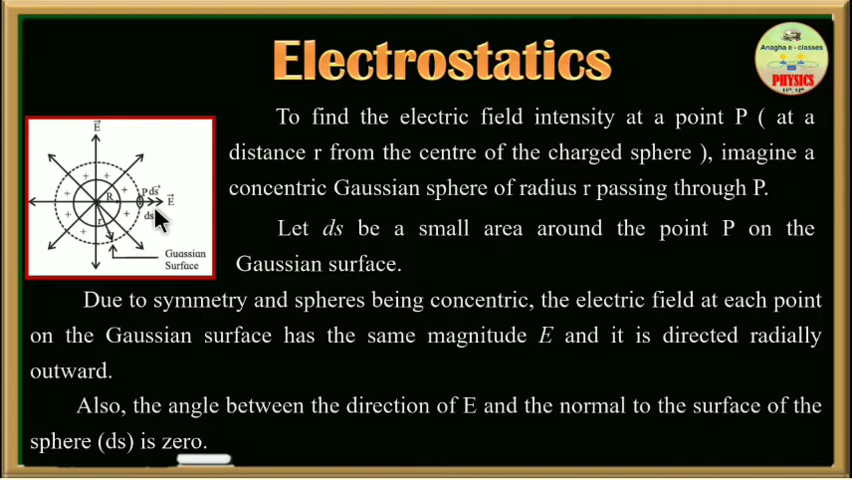 Electrostatics
Anagha e - classes
PHYSICS
11th, 12th
To find the electric field intensity at a point P ( at a
distance r from the centre of the charged sphere ), imagine a
concentric Gaussian sphere of radius r passing through P.
Let ds be a small area around the point P on the
Gaussian surface.
E
R
P ds
E
ds
r
Guassian
Surface
Due to symmetry and spheres being concentric, the electric field at each point
on the Gaussian surface has the same magnitude E and it is directed radially
outward.
Also, the angle between the direction of E and the normal to the surface of the
sphere (ds) is zero.